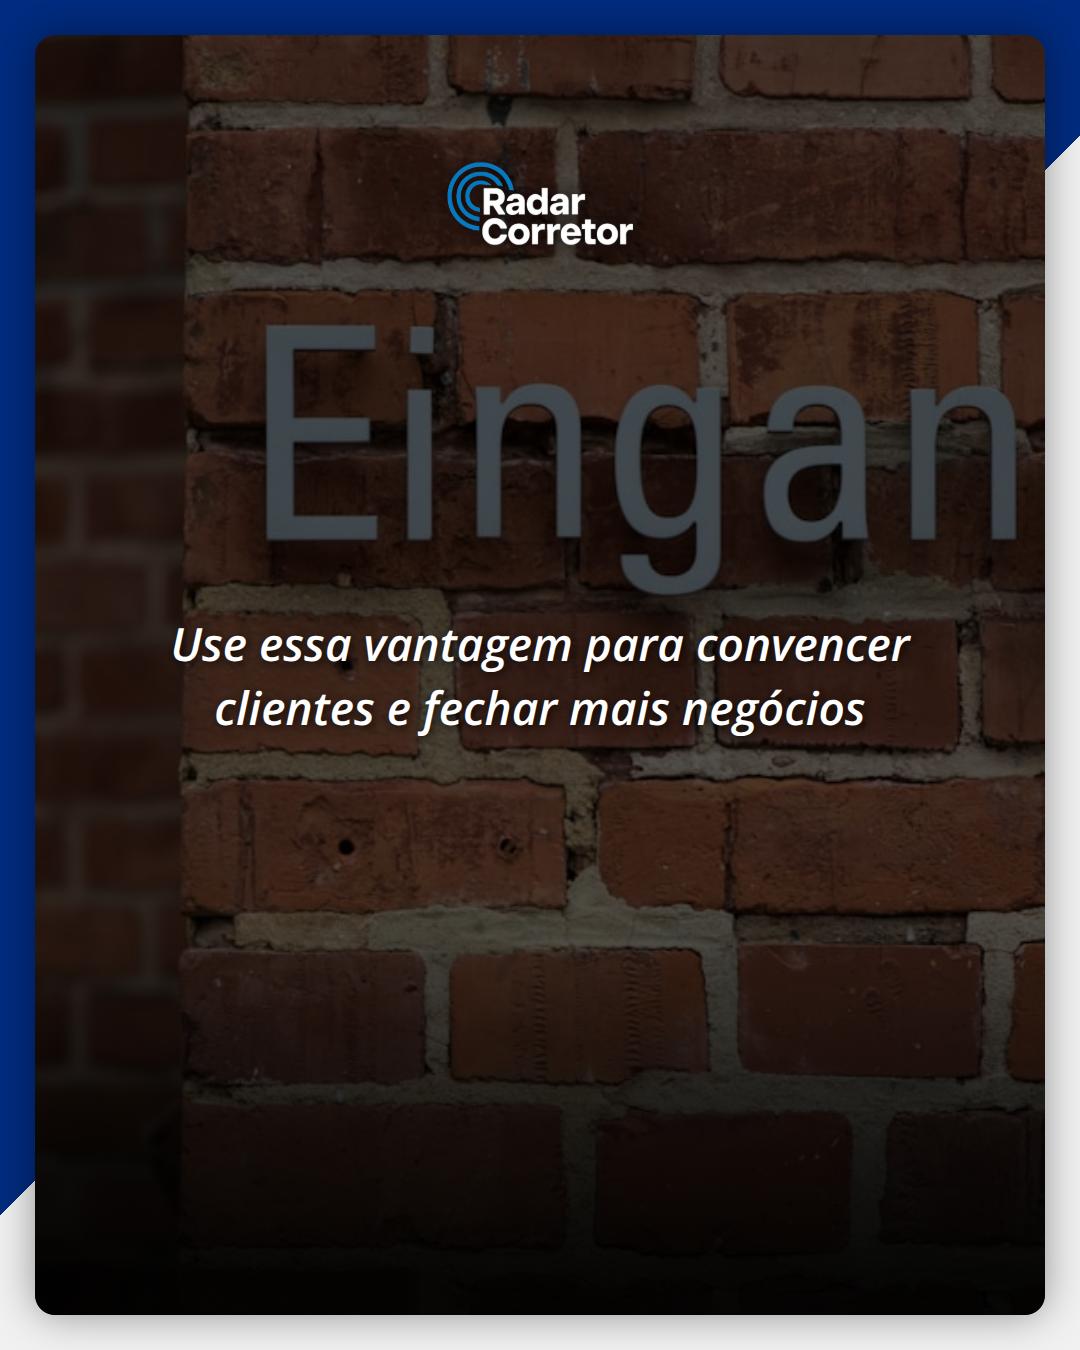 Radar
Corretor
Eingan
Use essa vantagem para convencer
clientes e fechar mais negócios